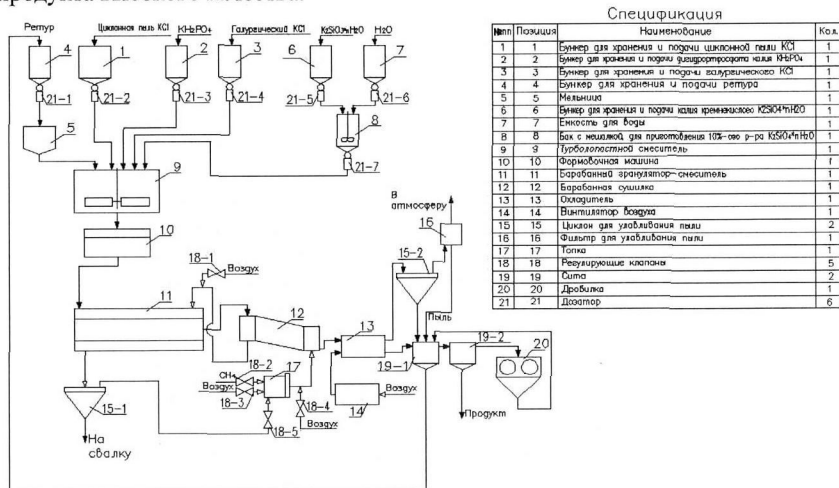 Спецификация
№пп Позиция Наименование Кол.
1 1 Бункер для хранения и подачи циклонной пыли KCl 1
2 2 Бункер для хранения и подачи дигидрортросфата калия KH₂PO₄ 1
3 3 Бункер для хранения и подачи галургического KCl 1
4 4 Бункер для хранения и подачи ретура 1
5 5 Мельница 1
6 6 Бункер для хранения и подачи калия кремнекислого K2SiO4*nH2O 1
7 7 Емкость для воды 1
8 8 Бак с мешалкой, для приготовления 10%-ого р-ра K₂SiO₄*nH₂O 1
9 9 Турболопастной смеситель 1
10 10 Формовочная машина 1
11 11 Барабанный гранулятор-смеситель 1
12 12 Барабанная сушилка 1
13 13 Охладитель 1
14 14 Винтилятор воздуха 1
15 15 Циклон для улавливания пыли 2
16 16 Фильтр для улавливания пыли 1
17 17 Топка 1
18 18 Регулирующие клапаны 5
19 19 Сита 2
20 20 Дробилка 1
21 21 Дозатор 6
Ретур
Циклонная пыль KCl
KH₂PO₄
Галургический KCl
K₂SiO₄*nH₂O
H₂O
4
1
2
3
6
7
21-1
21-2
21-3
21-4
21-5
21-6
5
8
21-7
9
10
В
атмосферу
16
15-2
18-1
Воздух
11
12
13
Пыль
19-1
19-2
20
CH₄
18-2
17
Воздух
18-3
18-4
14
Воздух
15-1
18-5
Воздух
Продукт
На
свалку